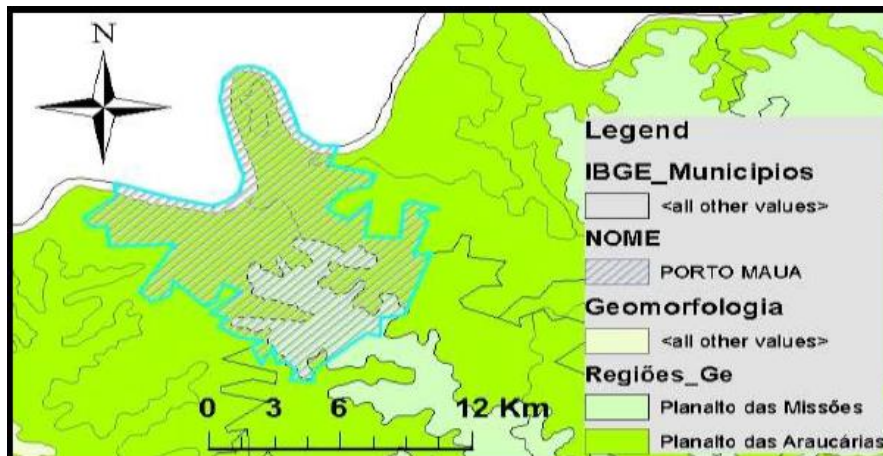 N
Legend
IBGE_Municipios
<all other values>
NOME
PORTO MAUA
Geomorfologia
<all other values>
Regiões_Ge
Planalto das Missões
Planalto das Araucárias
0 3 6 12 Km